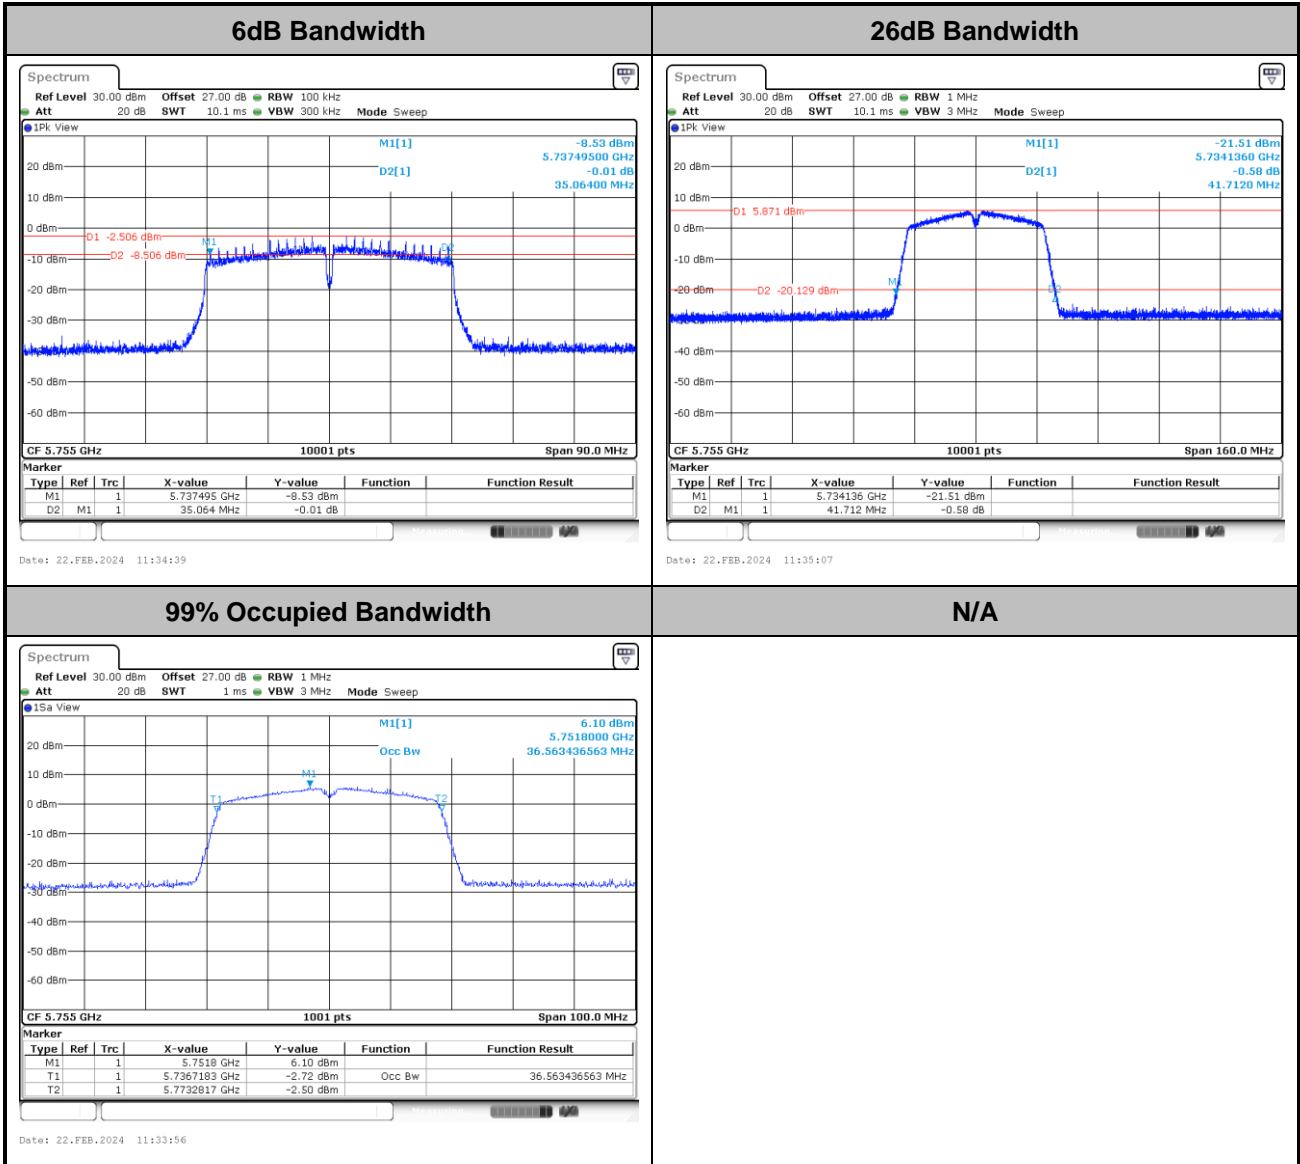 6dB Bandwidth
26dB Bandwidth
Spectrum
Ref Level 30.00 dBm Offset 27.00 dB RBW 100 kHz
Att 20 dB SWT 10.1 ms VBW 300 kHz Mode Sweep
1Pk View
M1[1] -8.53 dBm
5.73749500 GHz
D2[1] -0.01 dB
35.06400 MHz
20 dBm
10 dBm
0 dBm
D1 -2.506 dBm
M1
D2
D2 -8.506 dBm
-10 dBm
-20 dBm
-30 dBm
-40 dBm
-50 dBm
-60 dBm
CF 5.755 GHz 10001 pts Span 90.0 MHz
Marker
Type Ref Trc X-value Y-value Function Function Result
M1 1 5.737495 GHz -8.53 dBm
D2 M1 1 35.064 MHz -0.01 dB
Date: 22.FEB.2024 11:34:39
Spectrum
Ref Level 30.00 dBm Offset 27.00 dB RBW 1 MHz
Att 20 dB SWT 10.1 ms VBW 3 MHz Mode Sweep
1Pk View
M1[1] -21.51 dBm
5.7341360 GHz
D2[1] -0.58 dB
41.7120 MHz
20 dBm
10 dBm
D1 5.871 dBm
0 dBm
-10 dBm
-20 dBm
M1
D2 -20.129 dBm
D2
-40 dBm
-50 dBm
-60 dBm
CF 5.755 GHz 10001 pts Span 160.0 MHz
Marker
Type Ref Trc X-value Y-value Function Function Result
M1 1 5.734136 GHz -21.51 dBm
D2 M1 1 41.712 MHz -0.58 dB
Date: 22.FEB.2024 11:35:07
99% Occupied Bandwidth
N/A
Spectrum
Ref Level 30.00 dBm Offset 27.00 dB RBW 1 MHz
Att 20 dB SWT 1 ms VBW 3 MHz Mode Sweep
1Sa View
M1[1] 6.10 dBm
5.7518000 GHz
Occ Bw 36.563436563 MHz
20 dBm
10 dBm
M1
T1
T2
0 dBm
-10 dBm
-20 dBm
-30 dBm
-40 dBm
-50 dBm
-60 dBm
CF 5.755 GHz 1001 pts Span 100.0 MHz
Marker
Type Ref Trc X-value Y-value Function Function Result
M1 1 5.7518 GHz 6.10 dBm
T1 1 5.7367183 GHz -2.72 dBm Occ Bw 36.563436563 MHz
T2 1 5.7732817 GHz -2.50 dBm
Date: 22.FEB.2024 11:33:56